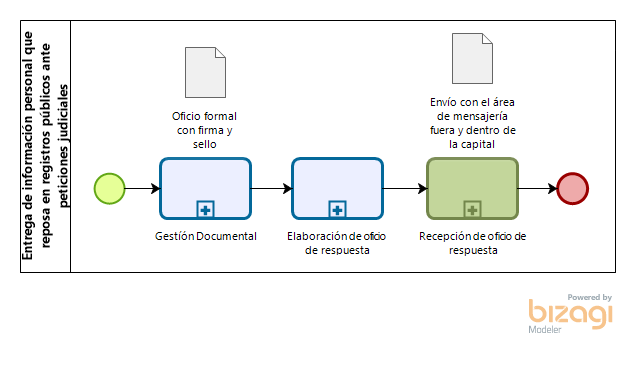 Entrega de información personal que
reposa en registros públicos ante
peticiones judiciales
Oficio formal
con firma y
sello
Envío con el área
de mensajería
fuera y dentro de
la capital
Gestíón Documental
Elaboración de oficio
de respuesta
Recepción de oficio de
respuesta
Powered by
bizagi
Modeler